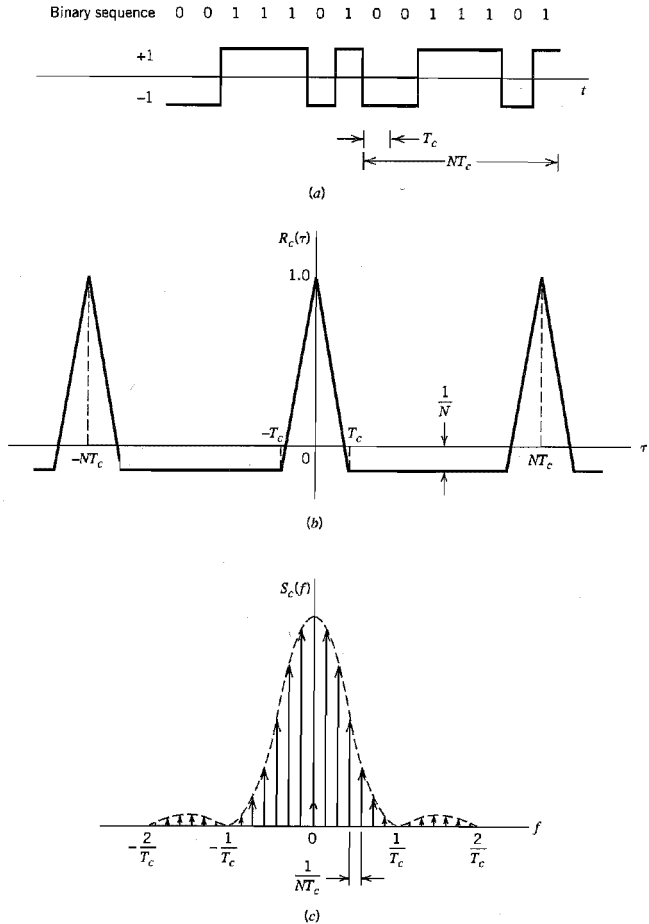 Binary sequence 0 0 1 1 1 0 1 0 0 1 1 1 0 1
+1
−1
t
T_c
NT_c
(a)
R_c(τ)
1.0
1/N
−T_c T_c
−NT_c 0 NT_c τ
(b)
S_c(f)
−2/T_c −1/T_c 0 1/T_c 2/T_c f
1/NT_c
(c)